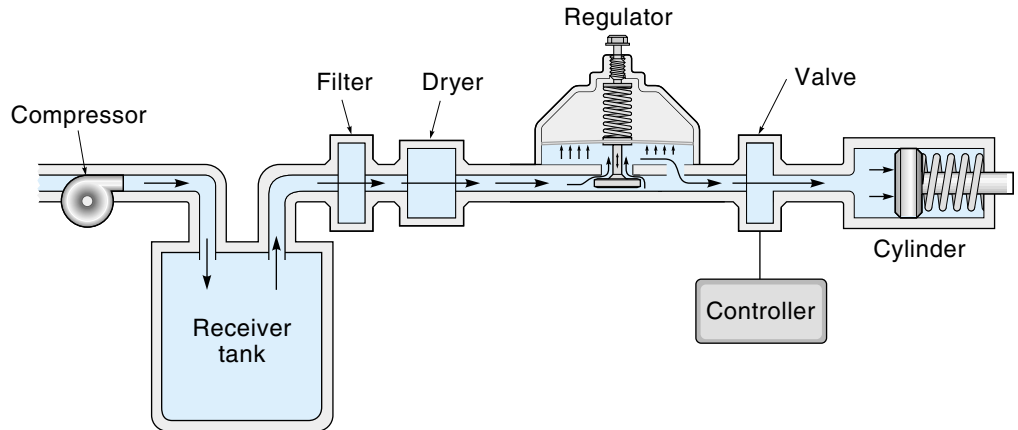 Regulator
Filter
Dryer
Valve
Compressor
Cylinder
Controller
Receiver
tank